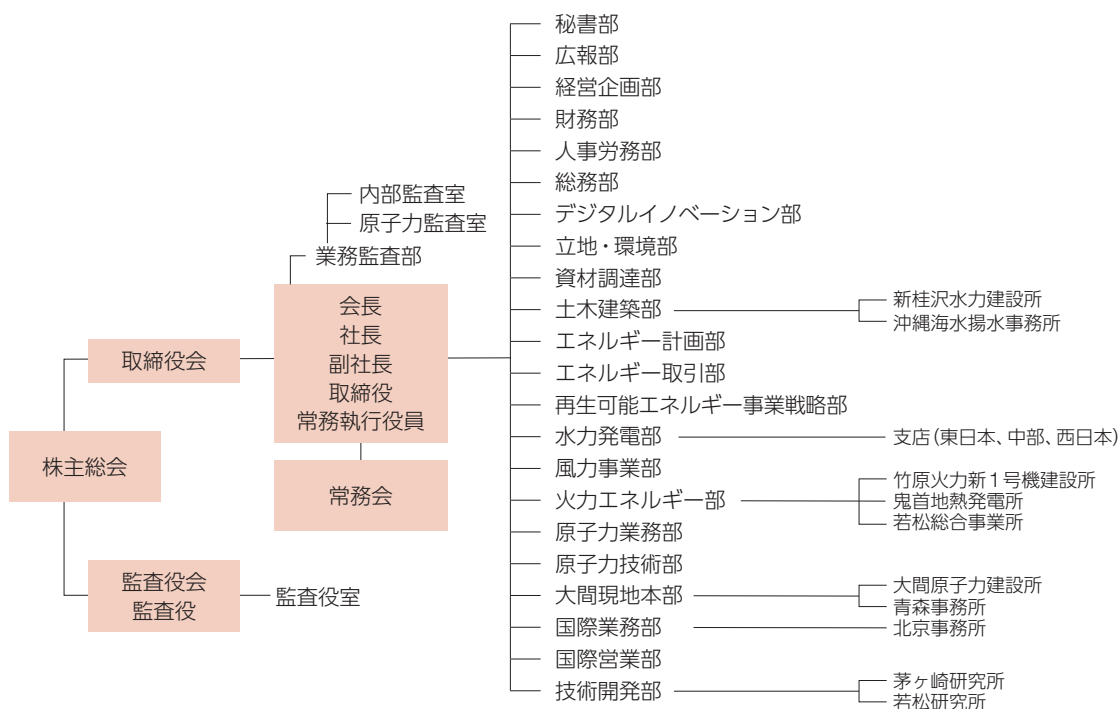 株主総会
取締役会
監査役会
監査役
監査役室
内部監査室
原子力監査室
業務監査部
会長
社長
副社長
取締役
常務執行役員
常務会
秘書部
広報部
経営企画部
財務部
人事労務部
総務部
デジタルイノベーション部
立地・環境部
資材調達部
土木建築部
新桂沢水力建設所
沖縄海水揚水事務所
エネルギー計画部
エネルギー取引部
再生可能エネルギー事業戦略部
水力発電部
支店(東日本、中部、西日本)
風力事業部
火力エネルギー部
竹原火力新1号機建設所
鬼首地熱発電所
若松総合事業所
原子力業務部
原子力技術部
大間現地本部
大間原子力建設所
青森事務所
国際業務部
北京事務所
国際営業部
技術開発部
茅ヶ崎研究所
若松研究所